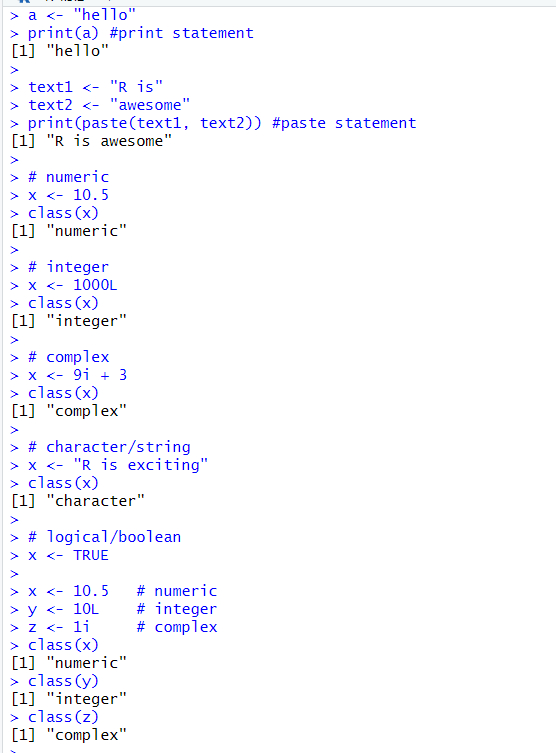 > a <- "hello"
> print(a) #print statement
[1] "hello"
>
> text1 <- "R is"
> text2 <- "awesome"
> print(paste(text1, text2)) #paste statement
[1] "R is awesome"
>
> # numeric
> x <- 10.5
> class(x)
[1] "numeric"
>
> # integer
> x <- 1000L
> class(x)
[1] "integer"
>
> # complex
> x <- 9i + 3
> class(x)
[1] "complex"
>
> # character/string
> x <- "R is exciting"
> class(x)
[1] "character"
>
> # logical/boolean
> x <- TRUE
>
> x <- 10.5   # numeric
> y <- 10L    # integer
> z <- 1i     # complex
> class(x)
[1] "numeric"
> class(y)
[1] "integer"
> class(z)
[1] "complex"
>